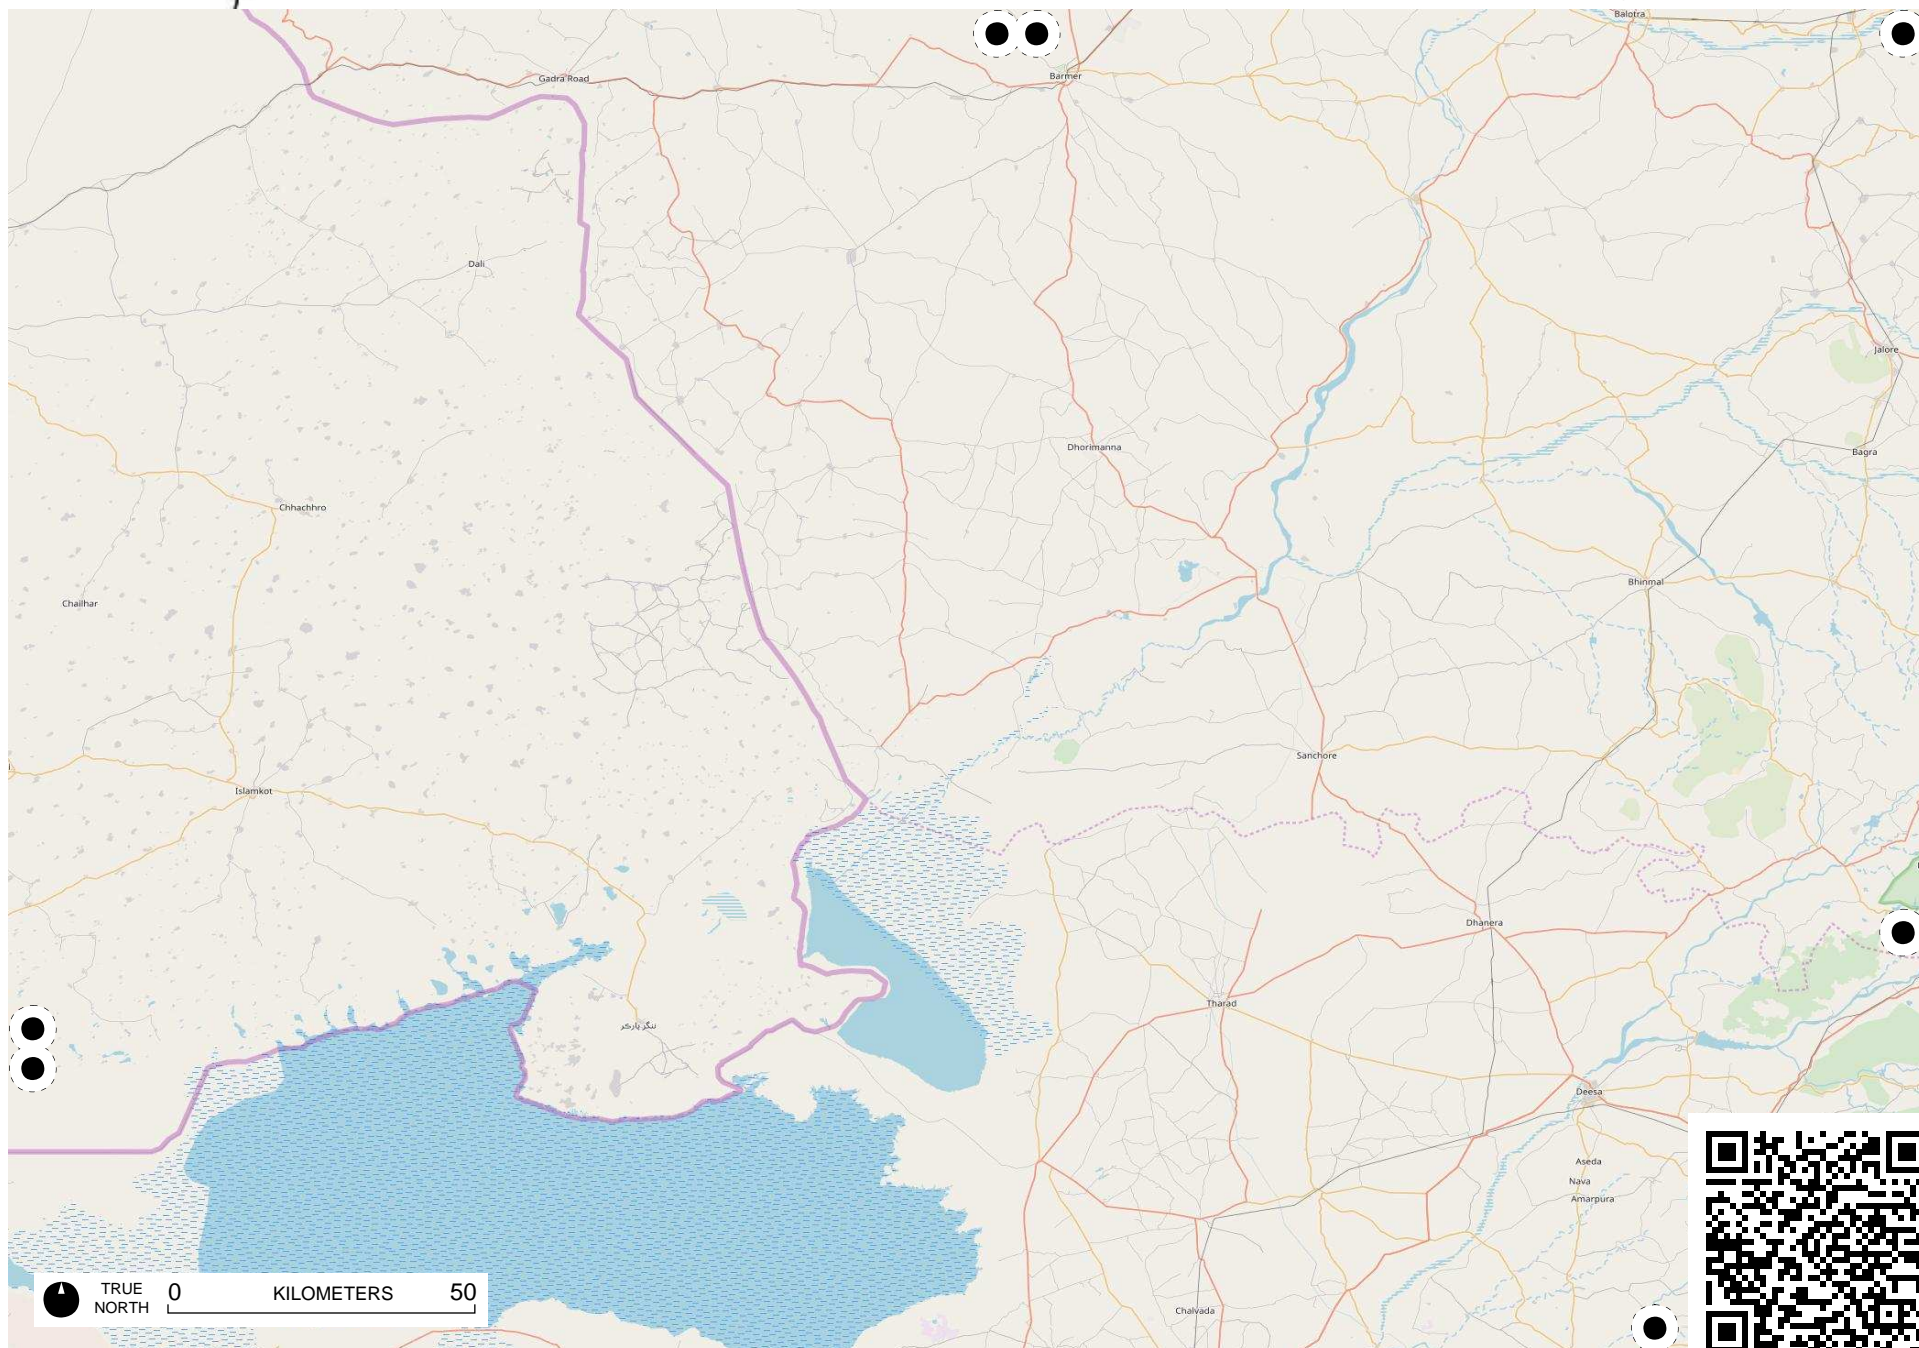 Balotra
Gadra Road
Barmer
Dali
Jalore
Dhorimanna
Bagra
Chhachhro
Bhinmal
Chailhar
Sanchore
Islamkot
Dhanera
Tharad
ننگر پارکر
Deesa
Aseda
Nava
Amarpura
Chalvada
TRUE NORTH
0 KILOMETERS 50